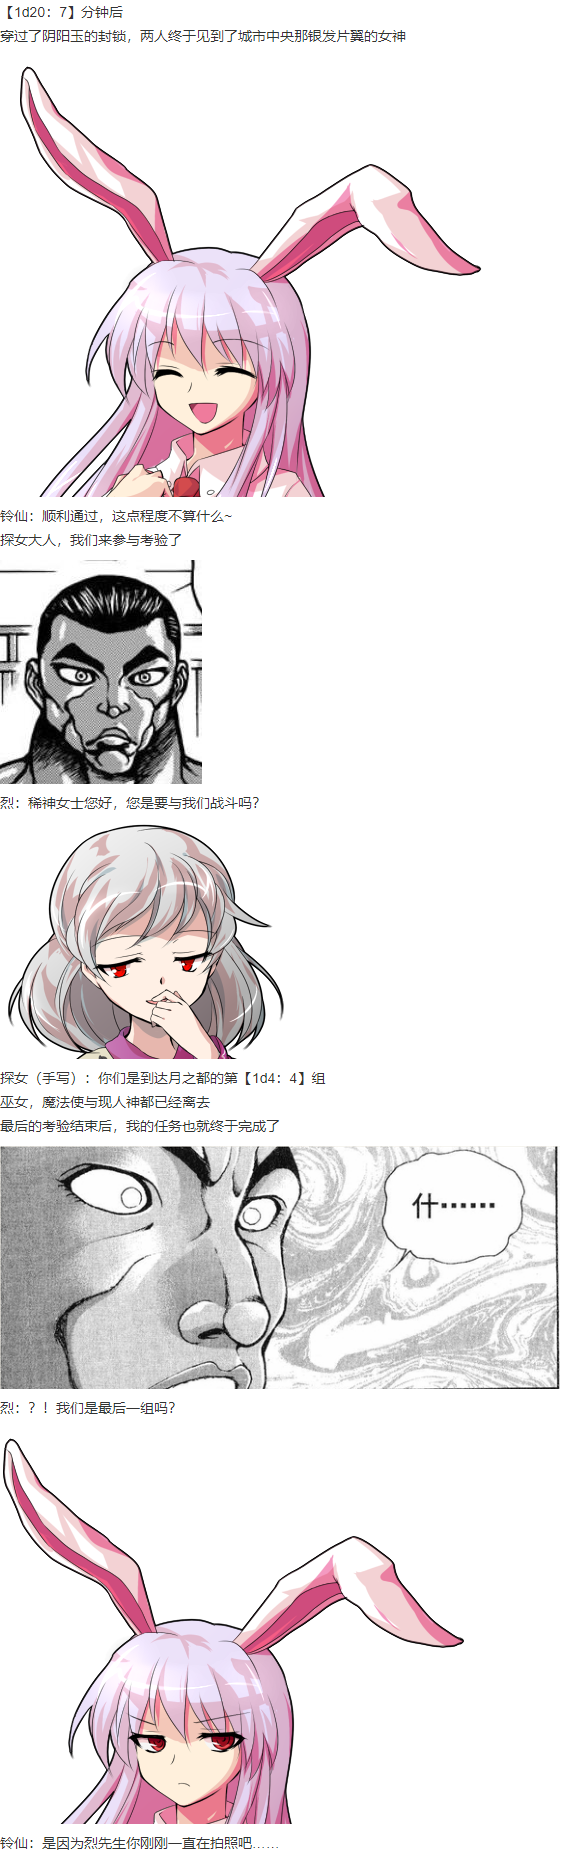 【1d20：7】分钟后
穿过了阴阳玉的封锁，两人终于见到了城市中央那银发片翼的女神
铃仙：顺利通过，这点程度不算什么~
探女大人，我们来参与考验了
烈：稀神女士您好，您是要与我们战斗吗？
探女（手写）：你们是到达月之都的第【1d4：4】组
巫女，魔法使与现人神都已经离去
最后的考验结束后，我的任务也就终于完成了
什……
烈：？！我们是最后一组吗？
铃仙：是因为烈先生你刚刚一直在拍照吧……